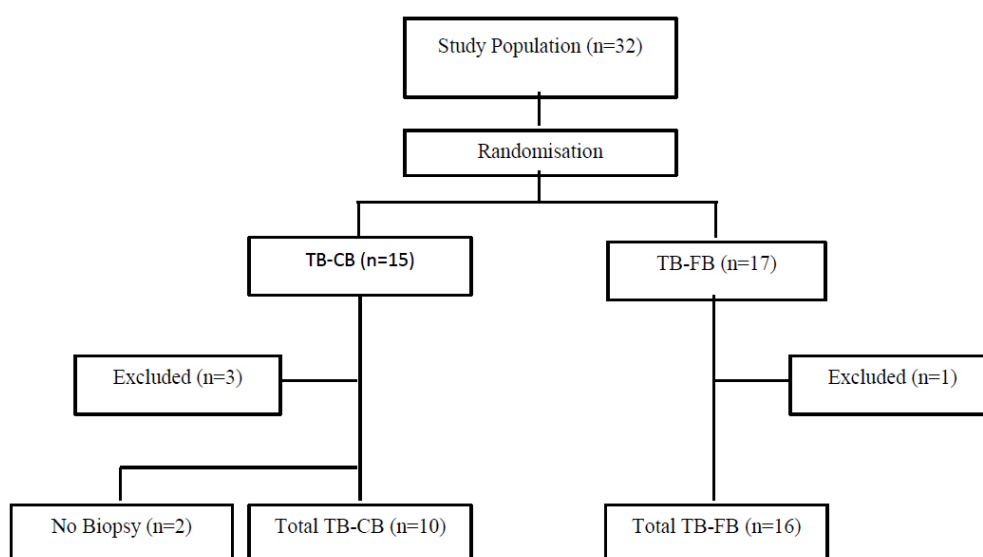 Study Population (n=32)
Randomisation
TB-CB (n=15)
TB-FB (n=17)
Excluded (n=3)
Excluded (n=1)
No Biopsy (n=2)
Total TB-CB (n=10)
Total TB-FB (n=16)